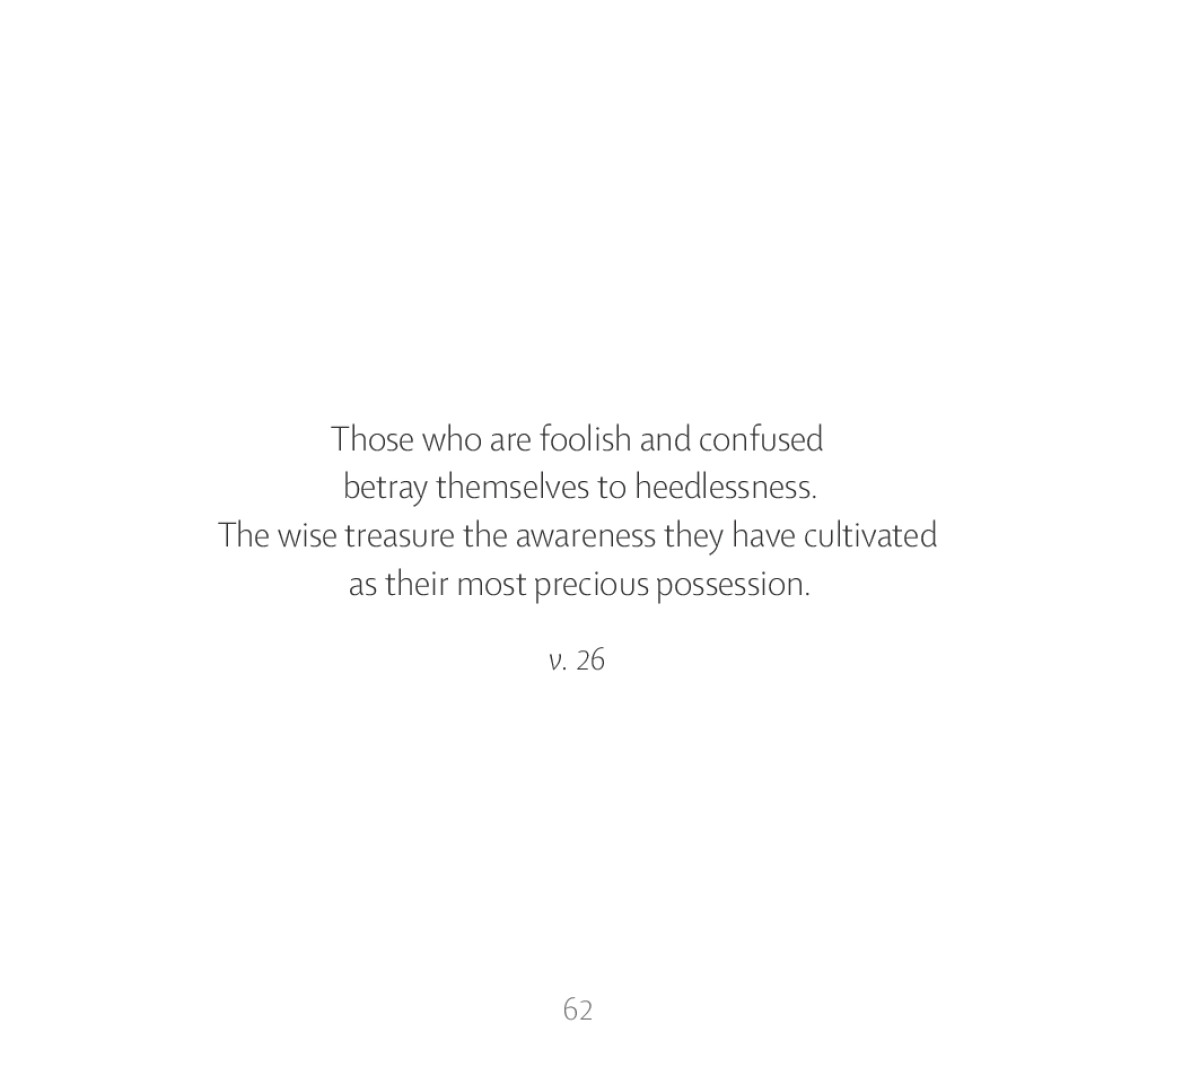 Those who are foolish and confused
betray themselves to heedlessness.
The wise treasure the awareness they have cultivated
as their most precious possession.
v. 26
62